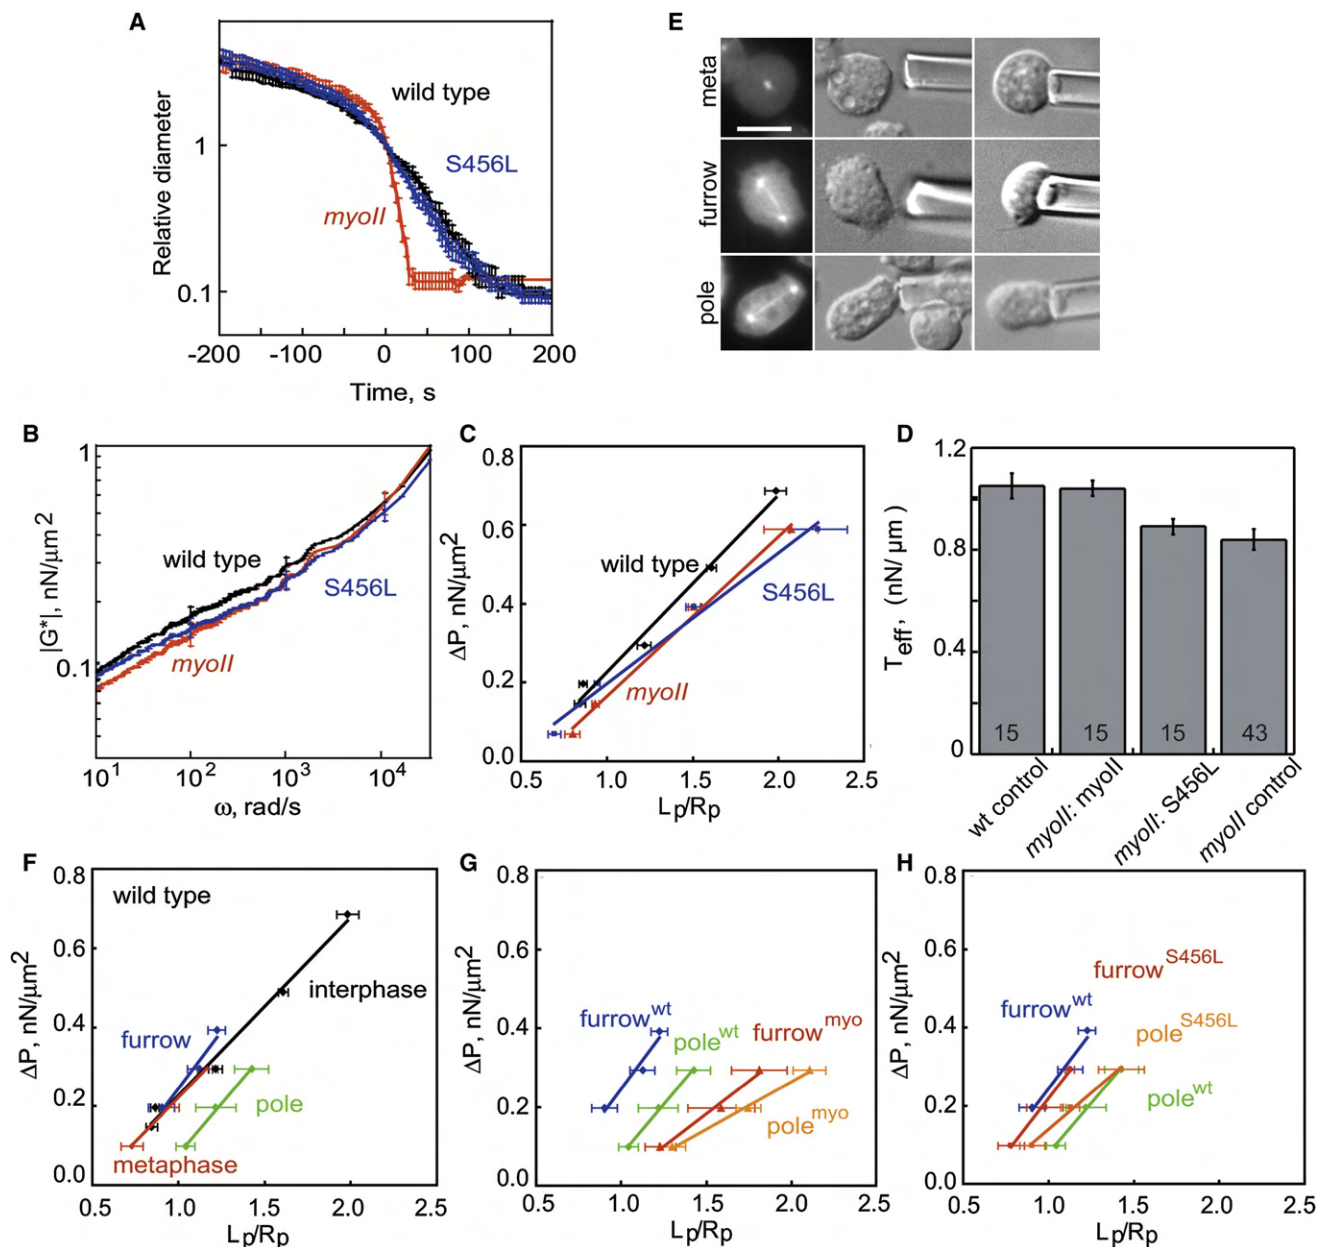 A
Relative diameter
1
0.1
wild type
S456L
myoII
-200 -100 0 100 200
Time, s
E
meta
furrow
pole
B
|G*|, nN/μm2
1
0.1
wild type
S456L
myoII
10^1 10^2 10^3 10^4
ω, rad/s
C
ΔP, nN/μm2
0.8
0.6
0.4
0.2
0.0
wild type
S456L
myoII
0.5 1.0 1.5 2.0 2.5
Lp/Rp
D
Teff, (nN/ μm)
1.2
0.8
0.4
0
15 15 15 43
wt control
myoII: myoII
myoII: S456L
myoII control
F
wild type
ΔP, nN/μm2
0.8
0.6
0.4
0.2
0.0
interphase
furrow
pole
metaphase
0.5 1.0 1.5 2.0 2.5
Lp/Rp
G
ΔP, nN/μm2
0.8
0.6
0.4
0.2
0.0
furrow^wt
pole^wt
furrow^myo
pole^myo
0.5 1.0 1.5 2.0 2.5
Lp/Rp
H
ΔP, nN/μm2
0.8
0.6
0.4
0.2
0.0
furrow^S456L
furrow^wt
pole^S456L
pole^wt
0.5 1.0 1.5 2.0 2.5
Lp/Rp